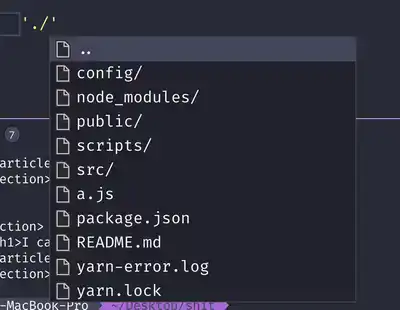 './'
..
config/
node_modules/
public/
scripts/
src/
7
a.js
article
ection>
package.json
ction>
README.md
h1>I ca
article
yarn-error.log
ection>
yarn.lock
-MacBook-Pro ~/Desktop/shit